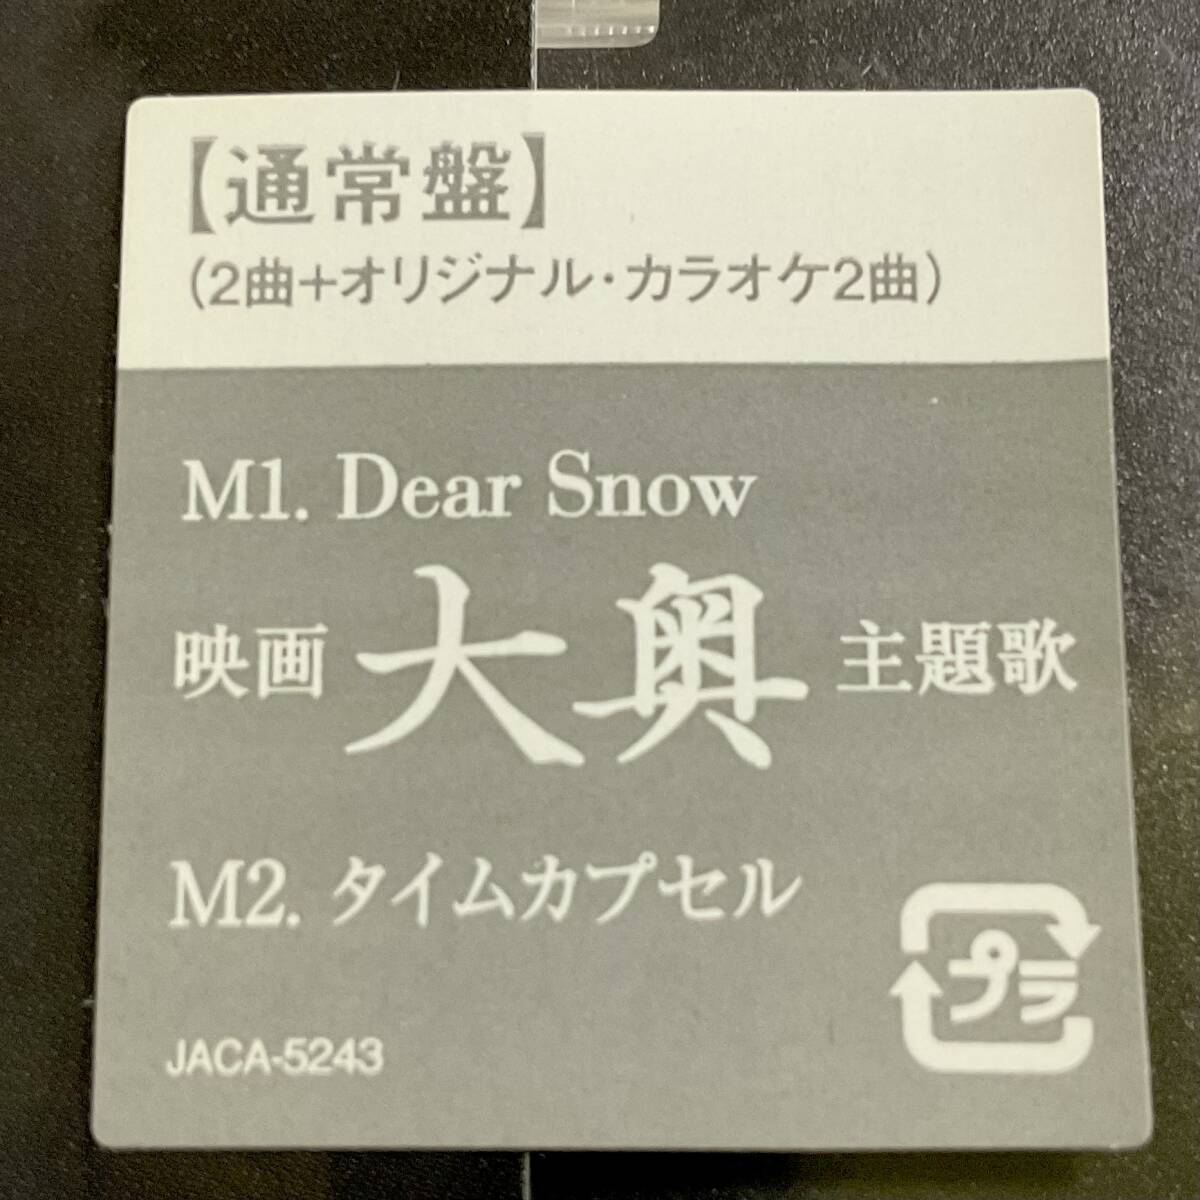 【通常盤】
(2曲+オリジナル・カラオケ2曲)
M1. Dear Snow
映画 大奥 主題歌
M2. タイムカプセル
プラ
JACA-5243